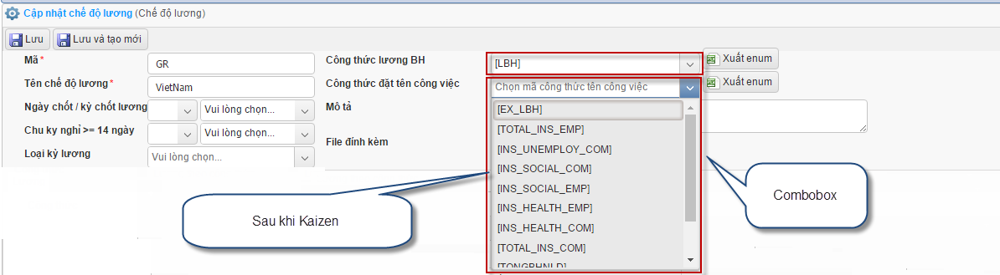 Cập nhật chế độ lương (Chế độ lương)
Lưu Lưu và tạo mới
Mã * GR Công thức lương BH [LBH] Xuất enum
Tên chế độ lương * VietNam Công thức đặt tên công việc Chọn mã công thức tên công việc Xuất enum
Ngày chốt / kỳ chốt lương Vui lòng chọn... Mô tả
[EX_LBH]
Chu ky nghỉ >= 14 ngày Vui lòng chọn... [TOTAL_INS_EMP]
File đính kèm
Loại kỳ lương Vui lòng chọn... [INS_UNEMPLOY_COM]
[INS_SOCIAL_COM]
[INS_SOCIAL_EMP]
[INS_HEALTH_EMP]
[INS_HEALTH_COM]
[TOTAL_INS_COM]
[TONGBHNLD]
Sau khi Kaizen
Combobox